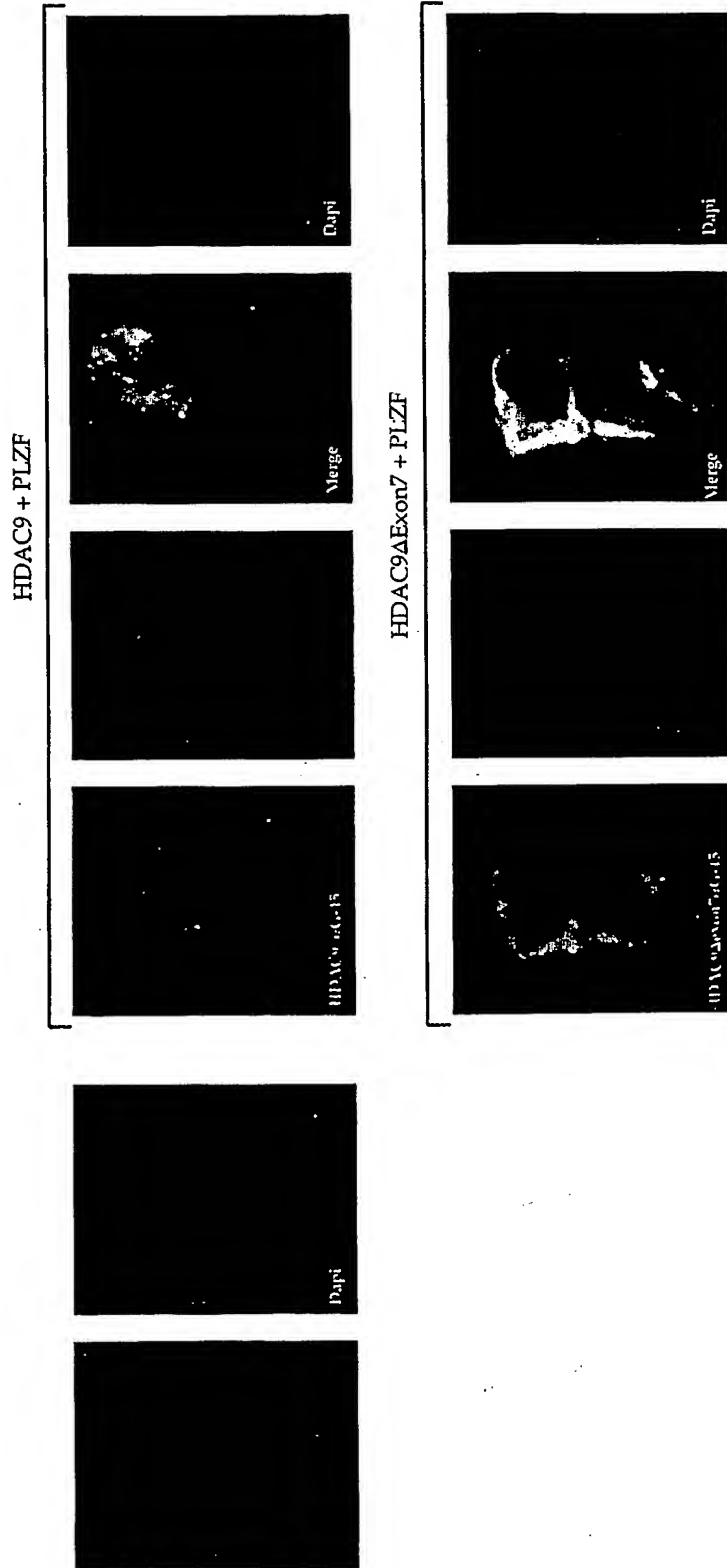 HDAC9 + PLZF
Dapi
Merge
Dapi
HDAC9ΔExon7 + PLZF
Dapi
Merge